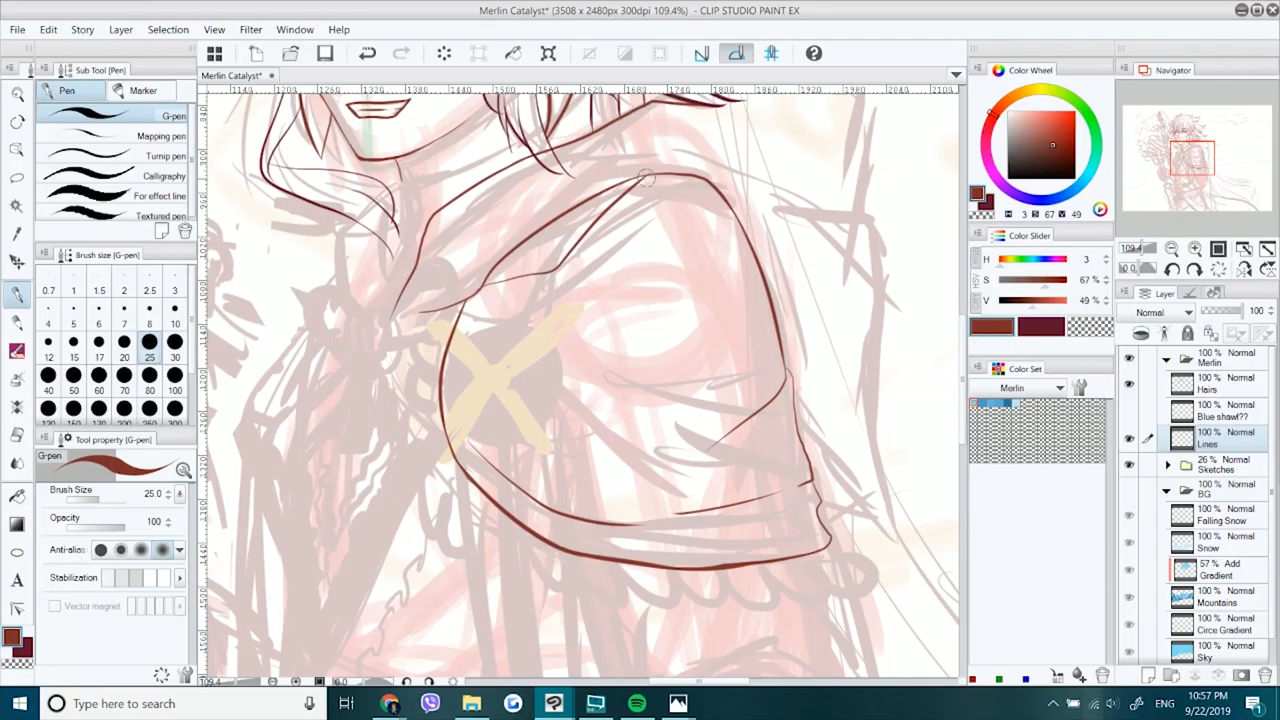 Merlin Catalyst* (3508 x 2480px 300dpi 109.4%) - CLIP STUDIO PAINT EX
File Edit Story Layer Selection View Filter Window Help
Sub Tool [Pen]
Merlin Catalyst*
Color Wheel
Navigator
Pen
Marker
G-pen
Mapping pen
Turnip pen
Calligraphy
For effect line
Textured pen
Brush size [G-pen]
0.7 1 1.5 2 2.5 3
4 5 6 7 8 10
12 15 17 20 25 30
40 50 60 70 80 100
Tool property [G-pen]
G-pen
Brush Size 25.0
Opacity 100
Anti-alias
Stabilization
Vector magnet
H 3 S 67 V 49
Color Slider
H 3
S 67 %
V 49 %
Color Set
Merlin
Layer
Normal 100
100 % Normal
Merlin
100 % Normal
Hairs
100 % Normal
Blue shawl??
100 % Normal
Lines
26 % Normal
Sketches
100 % Normal
BG
100 % Normal
Falling Snow
100 % Normal
Snow
57 % Add
Gradient
100 % Normal
Mountains
100 % Normal
Circe Gradient
100 % Normal
Sky
Type here to search
ENG
10:57 PM
9/22/2019